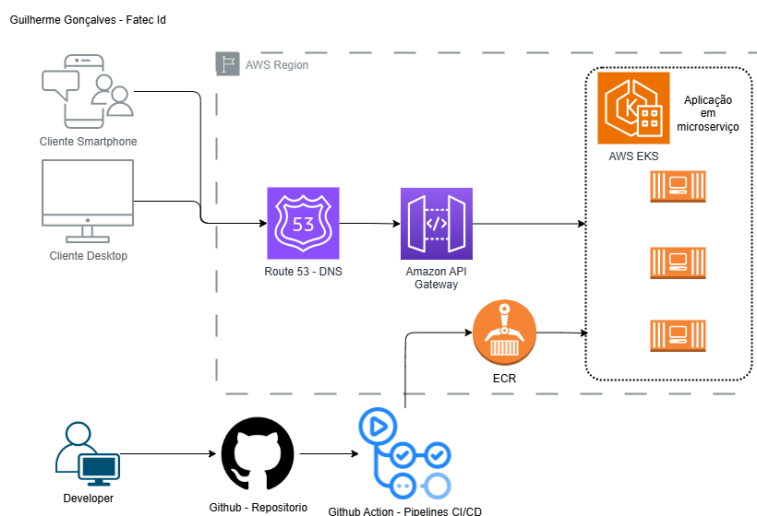 Guilherme Gonçalves - Fatec Id
AWS Region
Cliente Smartphone
Cliente Desktop
53
Route 53 - DNS
</>
Amazon API
Gateway
K
AWS EKS
Aplicação
em
microserviço
ECR
Developer
Github - Repositorio
Github Action - Pipelines CI/CD